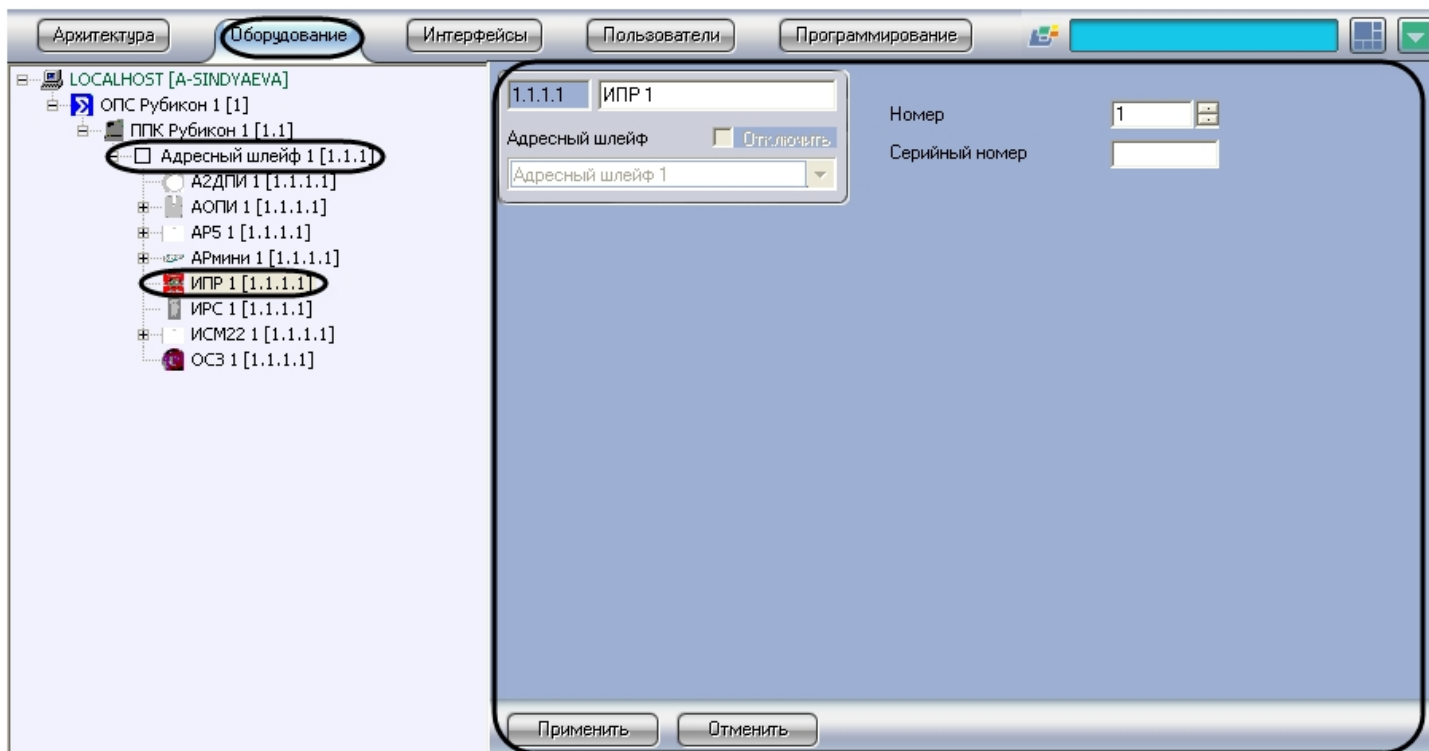 Архитектура Оборудование Интерфейсы Пользователи Программирование
LOCALHOST [A-SINDYAEVA]
ОПС Рубикон 1 [1]
ППК Рубикон 1 [1.1]
Адресный шлейф 1 [1.1.1]
А2ДПИ 1 [1.1.1.1]
АОПИ 1 [1.1.1.1]
АР5 1 [1.1.1.1]
АРмини 1 [1.1.1.1]
ИПР 1 [1.1.1.1]
ИРС 1 [1.1.1.1]
ИСМ22 1 [1.1.1.1]
ОСЗ 1 [1.1.1.1]
1.1.1.1 ИПР 1
Адресный шлейф Отключить
Адресный шлейф 1
Номер 1
Серийный номер
Применить Отменить